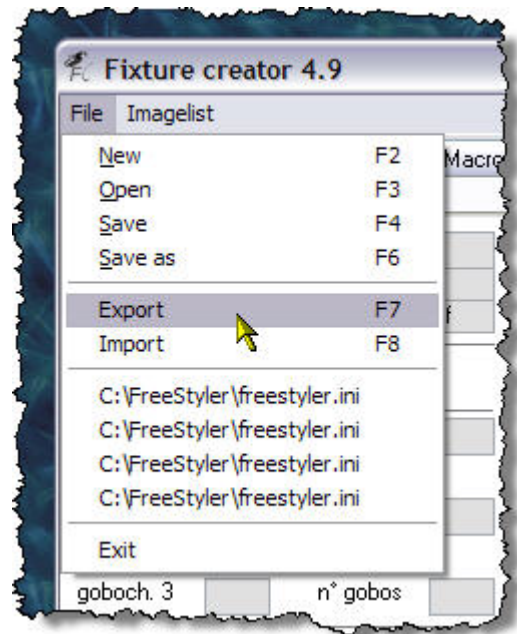 Fixture creator 4.9
File Imagelist
New F2 Macro
Open F3
Save F4
Save as F6
Export F7
Import F8
C:\FreeStyler\freestyler.ini
C:\FreeStyler\freestyler.ini
C:\FreeStyler\freestyler.ini
C:\FreeStyler\freestyler.ini
Exit
goboch. 3 n° gobos